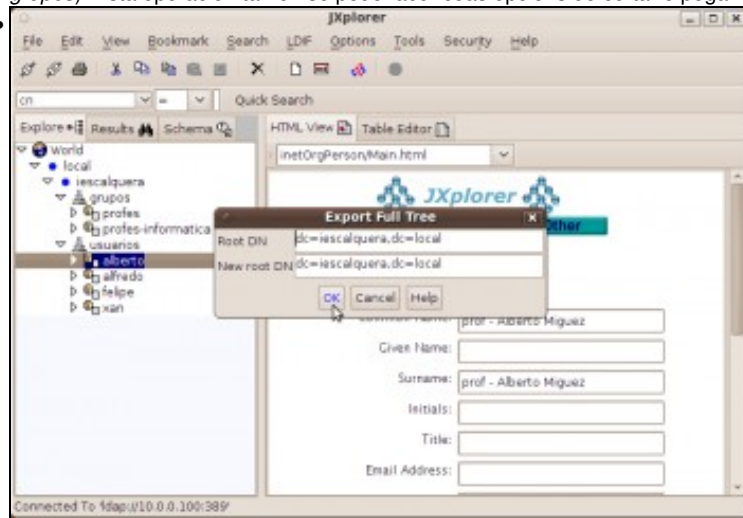 JXplorer
File Edit View Bookmark Search LDIF Options Tools Security Help
cn = Quick Search
Explore Results Schema HTML View Table Editor
World
local
iescalquera
grupos
profes
profes-informatica
usuarios
alberto
alfredo
felipe
xan
inetOrgPerson/Main.html
JXplorer
Other
Export Full Tree
Root DN dc=iescalquera,dc=local
New root DN dc=iescalquera,dc=local
OK Cancel Help
prof - Alberto Miguez
Given Name:
Surname: prof - Alberto Miguez
Initials:
Title:
Email Address:
Connected To 'ldap://10.0.0.100:389'